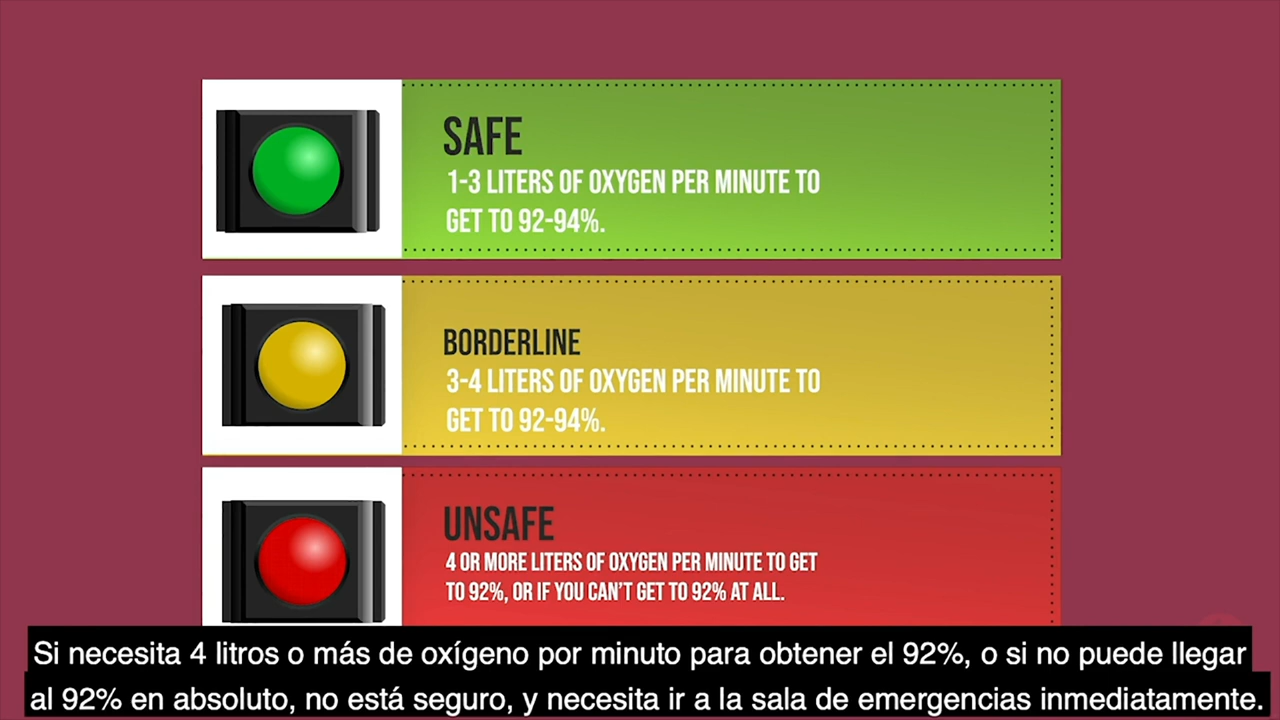 SAFE
1-3 LITERS OF OXYGEN PER MINUTE TO
GET TO 92-94%.
BORDERLINE
3-4 LITERS OF OXYGEN PER MINUTE TO
GET TO 92-94%.
UNSAFE
4 OR MORE LITERS OF OXYGEN PER MINUTE TO GET
TO 92%, OR IF YOU CAN'T GET TO 92% AT ALL.
Si necesita 4 litros o más de oxígeno por minuto para obtener el 92%, o si no puede llegar
al 92% en absoluto, no está seguro, y necesita ir a la sala de emergencias inmediatamente.